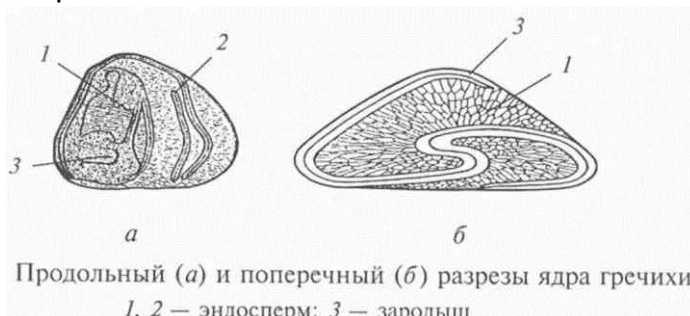 1
2
3
3
1
а
б
Продольный (а) и поперечный (б) разрезы ядра гречихи
1, 2 — эндосперм; 3 — зародыш